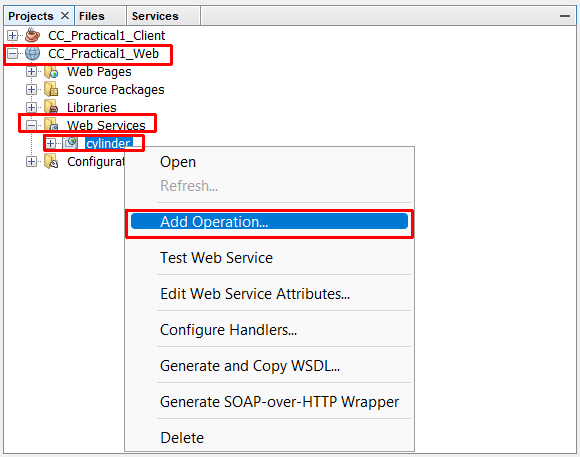 Projects Files Services
CC_Practical1_Client
CC_Practical1_Web
Web Pages
Source Packages
Libraries
Web Services
cylinder
Configurat
Open
Refresh...
Add Operation...
Test Web Service
Edit Web Service Attributes...
Configure Handlers...
Generate and Copy WSDL...
Generate SOAP-over-HTTP Wrapper
Delete